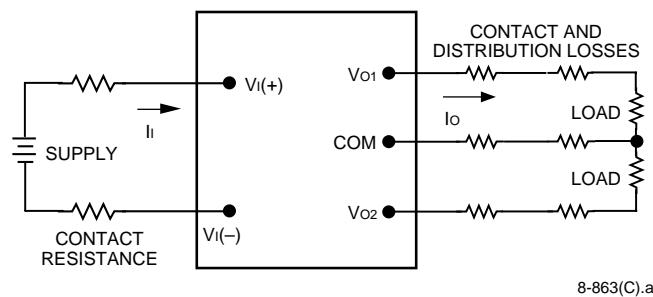 CONTACT AND
DISTRIBUTION LOSSES
VI(+)
VO1
II
IO
LOAD
SUPPLY
COM
LOAD
VI(–)
VO2
CONTACT
RESISTANCE
8-863(C).a